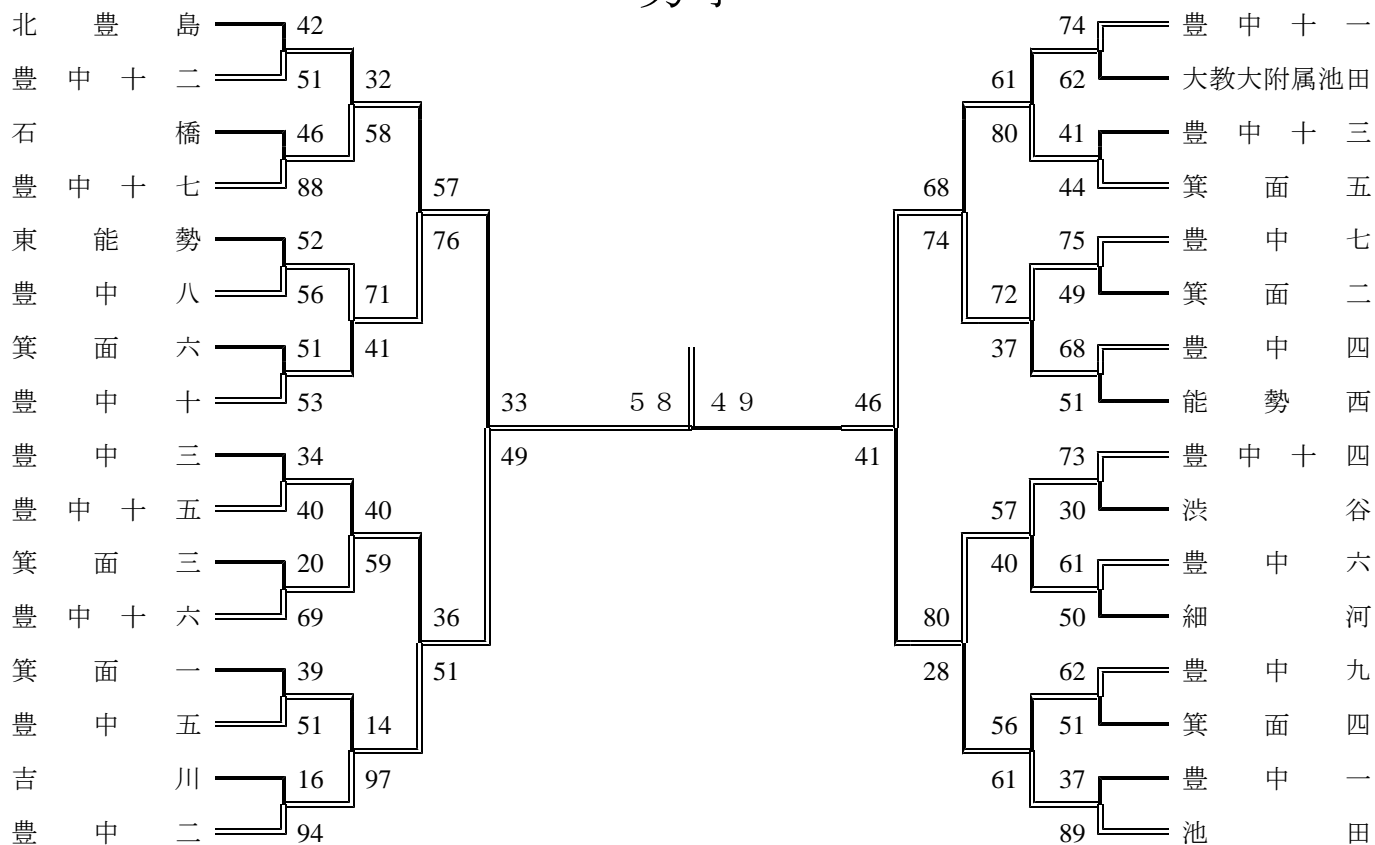 北豊島 42 74 豊中十一
豊中十二 51 32 61 62 大教大附属池田
石橋 46 58 80 41 豊中十三
豊中十七 88 57 68 44 箕面五
東能勢 52 76 74 75 豊中七
豊中八 56 71 72 49 箕面二
箕面六 51 41 37 68 豊中四
豊中十 53 33 58 49 46 51 能勢西
豊中三 34 49 41 73 豊中十四
豊中十五 40 40 57 30 渋谷
箕面三 20 59 40 61 豊中六
豊中十六 69 36 80 50 細河
箕面一 39 51 28 62 豊中九
豊中五 51 14 56 51 箕面四
吉川 16 97 61 37 豊中一
豊中二 94 89 池田